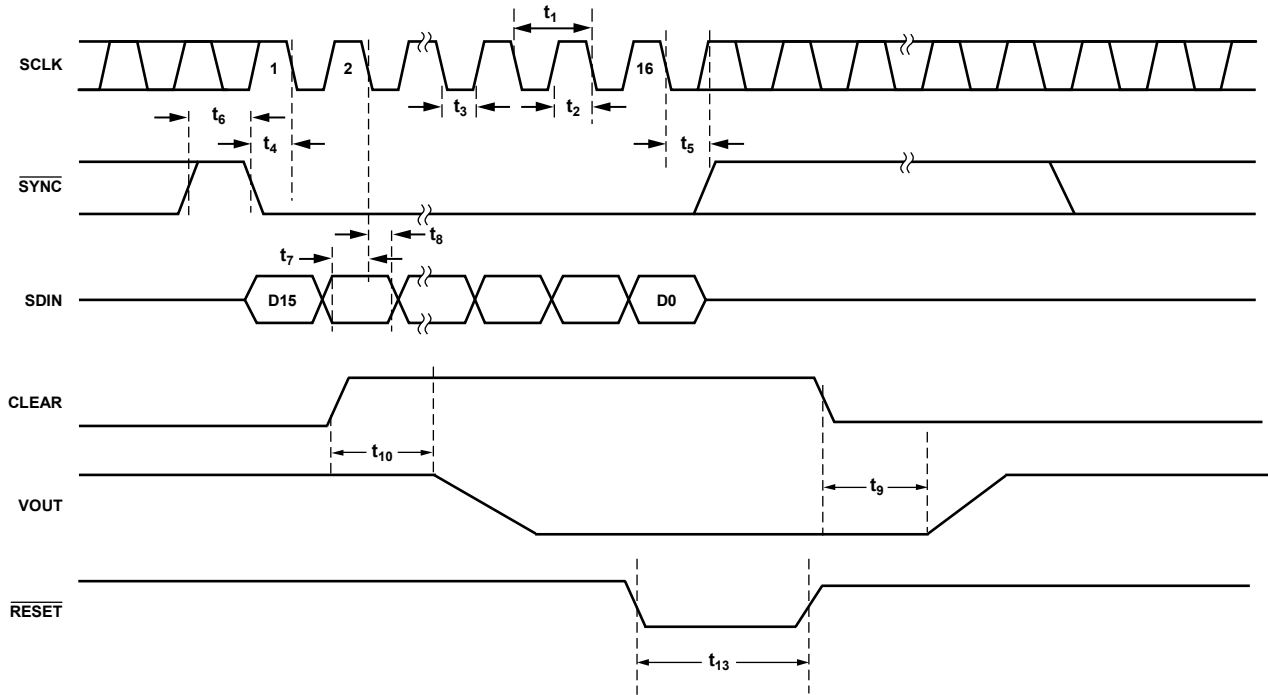 t1
SCLK
1
2
16
t3
t2
t6
t4
t5
SYNC
t8
t7
SDIN
D15
D0
CLEAR
t10
t9
VOUT
RESET
t13